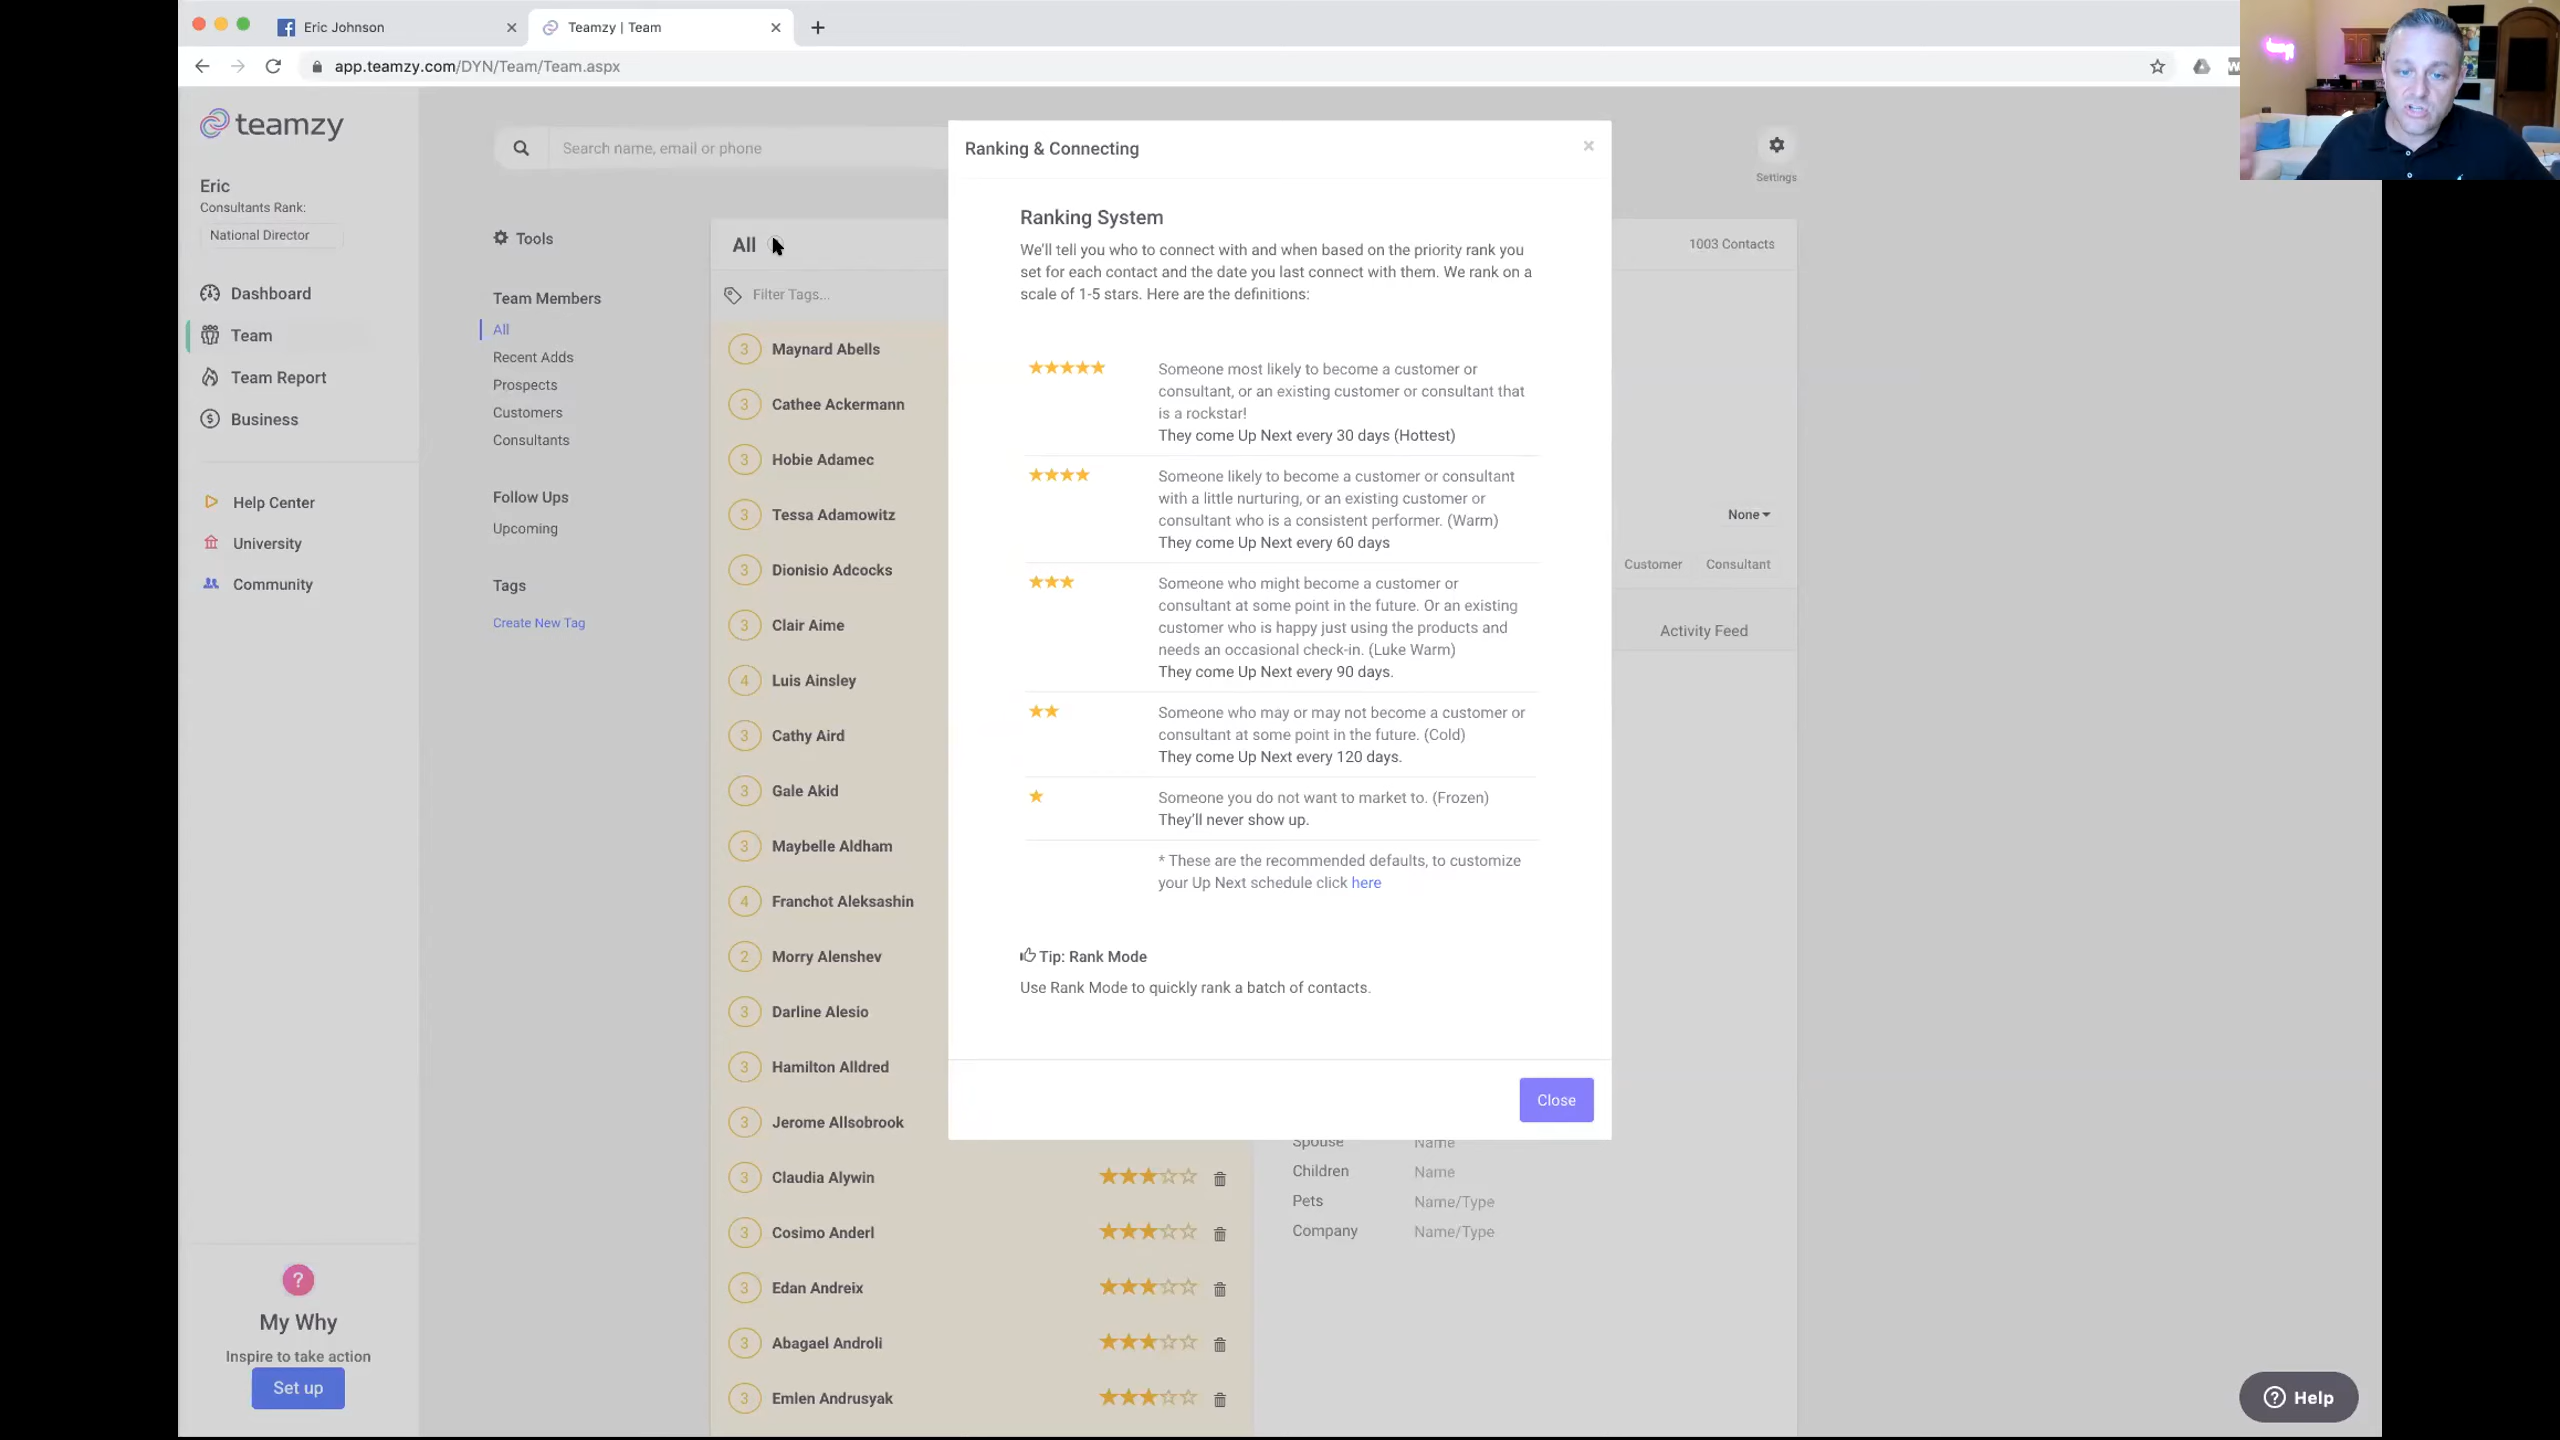 Eric Johnson
Teamzy | Team
app.teamzy.com/DYN/Team/Team.aspx
teamzy
Eric
Consultants Rank:
National Director
Dashboard
Team
Team Report
Business
Help Center
University
Community
?
My Why
Inspire to take action
Set up
Search name, email or phone
Settings
Tools
Team Members
All
Recent Adds
Prospects
Customers
Consultants
Follow Ups
Upcoming
Tags
Create New Tag
All
1003 Contacts
Filter Tags...
3 Maynard Abells
3 Cathee Ackermann
3 Hobie Adamec
3 Tessa Adamowitz
3 Dionisio Adcocks
3 Clair Aime
4 Luis Ainsley
3 Cathy Aird
3 Gale Akid
3 Maybelle Aldham
4 Franchot Aleksashin
2 Morry Alenshev
3 Darline Alesio
3 Hamilton Alldred
3 Jerome Allsobrook
3 Claudia Alywin
3 Cosimo Anderl
3 Edan Andreix
3 Abagael Androli
3 Emlen Andrusyak
Ranking & Connecting
Ranking System
We'll tell you who to connect with and when based on the priority rank you
set for each contact and the date you last connect with them. We rank on a
scale of 1-5 stars. Here are the definitions:
Someone most likely to become a customer or
consultant, or an existing customer or consultant that
is a rockstar!
They come Up Next every 30 days (Hottest)
Someone likely to become a customer or consultant
with a little nurturing, or an existing customer or
consultant who is a consistent performer. (Warm)
They come Up Next every 60 days
Someone who might become a customer or
consultant at some point in the future. Or an existing
customer who is happy just using the products and
needs an occasional check-in. (Luke Warm)
They come Up Next every 90 days.
Someone who may or may not become a customer or
consultant at some point in the future. (Cold)
They come Up Next every 120 days.
Someone you do not want to market to. (Frozen)
They'll never show up.
* These are the recommended defaults, to customize
your Up Next schedule click here
Tip: Rank Mode
Use Rank Mode to quickly rank a batch of contacts.
Close
None
Customer Consultant
Activity Feed
Spouse Name
Children Name
Pets Name/Type
Company Name/Type
? Help